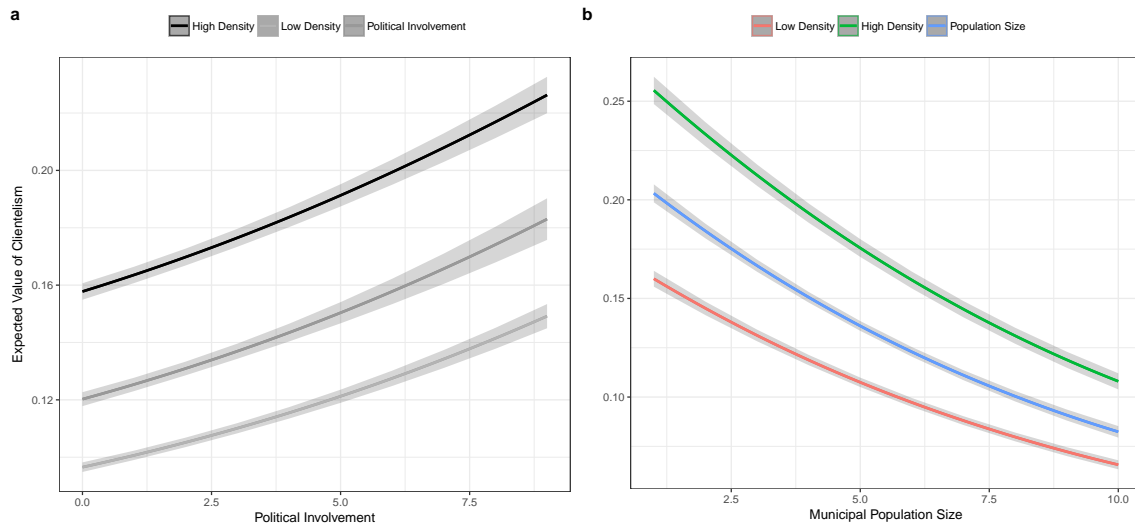 a
High Density Low Density Political Involvement
Expected Value of Clientelism
0.20
0.16
0.12
0.0 2.5 5.0 7.5
Political Involvement
b
Low Density High Density Population Size
0.25
0.20
0.15
0.10
2.5 5.0 7.5 10.0
Municipal Population Size